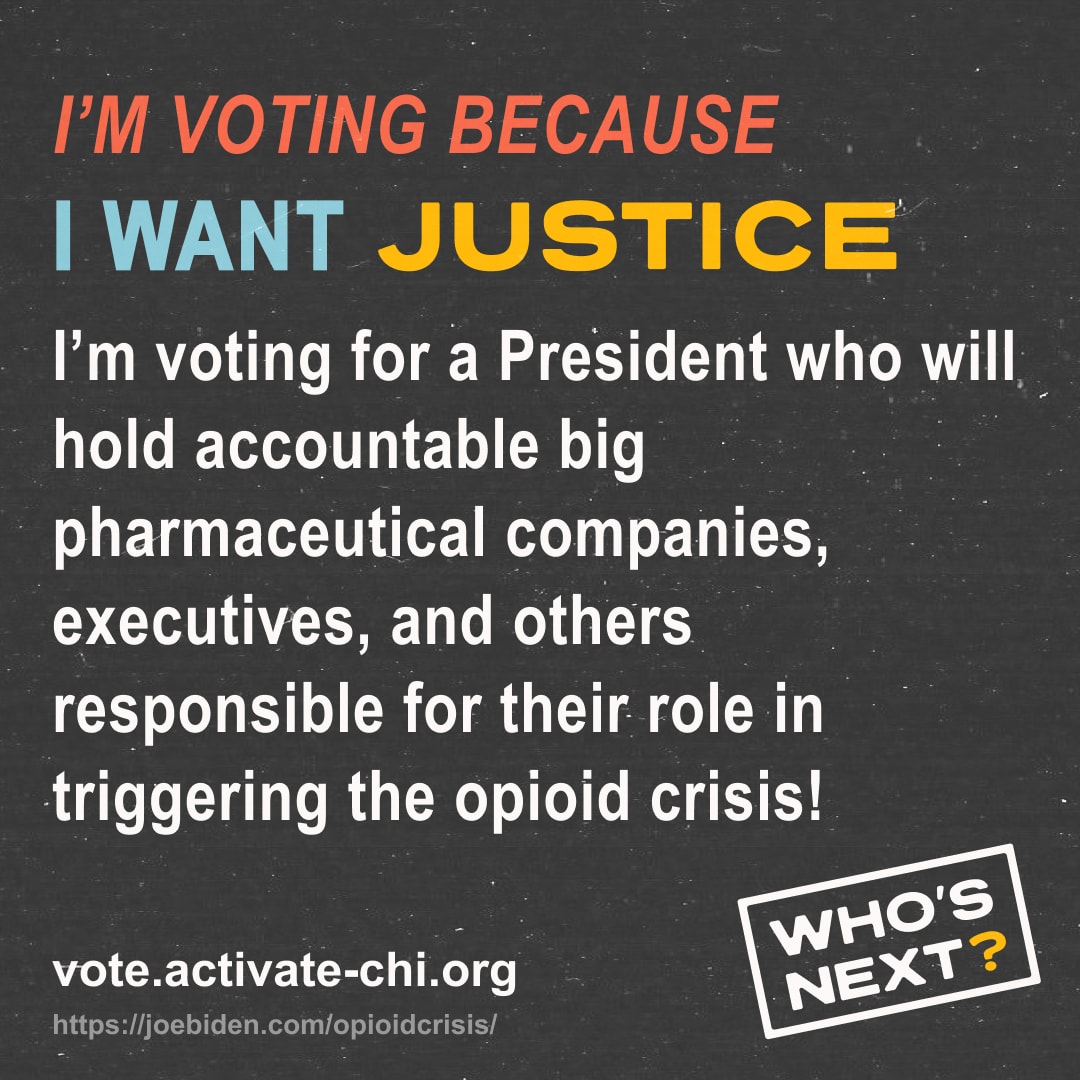 I'M VOTING BECAUSE
I WANT JUSTICE
I'm voting for a President who will
hold accountable big
pharmaceutical companies,
executives, and others
responsible for their role in
triggering the opioid crisis!
WHO'S
NEXT?
vote.activate-chi.org
https://joebiden.com/opioidcrisis/